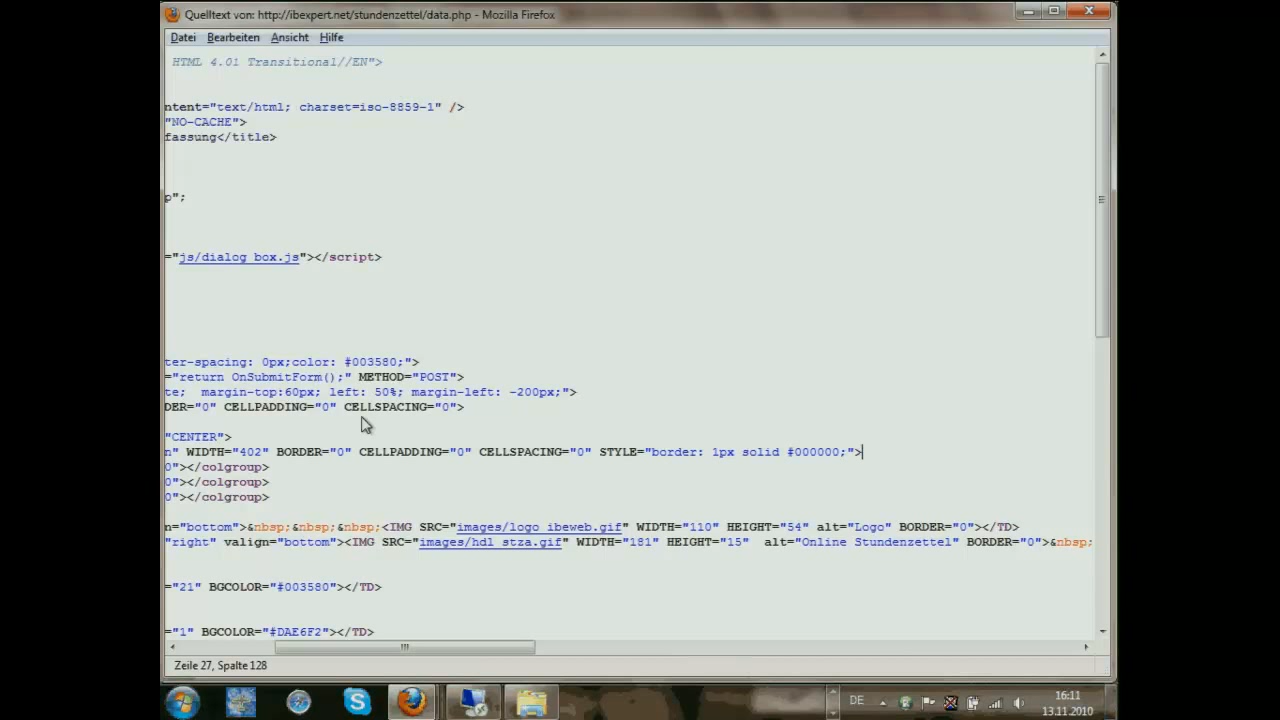 Quelltext von: http://ibexpert.net/stundenzettel/data.php - Mozilla Firefox
Datei Bearbeiten Ansicht Hilfe
HTML 4.01 Transitional//EN">
ntent="text/html; charset=iso-8859-1" />
"NO-CACHE">
fassung</title>
p";
="js/dialog_box.js"></script>
ter-spacing: 0px;color: #003580;">
="return OnSubmitForm();" METHOD="POST">
te;  margin-top:60px; left: 50%; margin-left: -200px;">
DER="0" CELLPADDING="0" CELLSPACING="0">
"CENTER">
n" WIDTH="402" BORDER="0" CELLPADDING="0" CELLSPACING="0" STYLE="border: 1px solid #000000;">
0"></colgroup>
0"></colgroup>
0"></colgroup>
n="bottom">&nbsp;&nbsp;&nbsp;<IMG SRC="images/logo_ibeweb.gif" WIDTH="110" HEIGHT="54" alt="Logo" BORDER="0"></TD>
"right" valign="bottom"><IMG SRC="images/hdl_stza.gif" WIDTH="181" HEIGHT="15"  alt="Online Stundenzettel" BORDER="0">&nbsp;
="21" BGCOLOR="#003580"></TD>
="1" BGCOLOR="#DAE6F2"></TD>
Zeile 27, Spalte 128
DE
16:11
13.11.2010